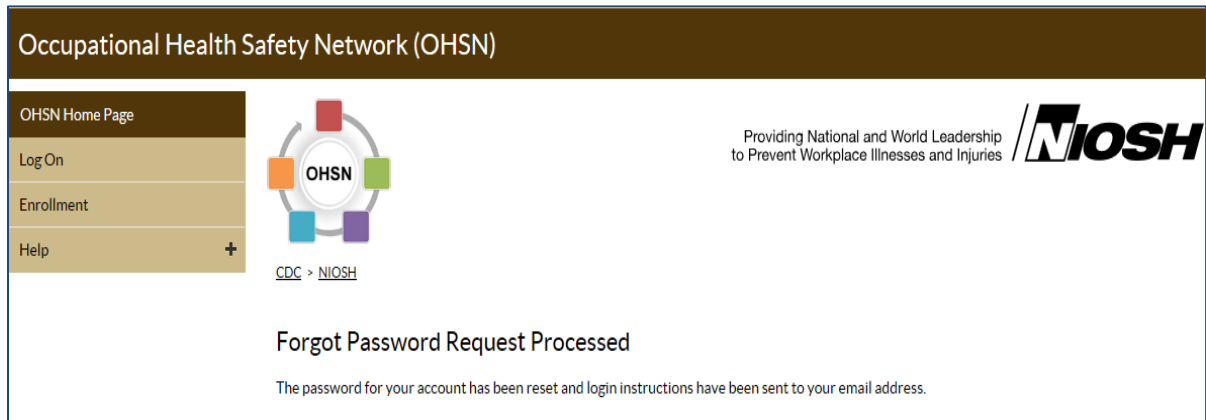 Occupational Health Safety Network (OHSN)
OHSN Home Page
Log On
Enrollment
Help +
OHSN
Providing National and World Leadership
to Prevent Workplace Illnesses and Injuries
NIOSH
CDC > NIOSH
Forgot Password Request Processed
The password for your account has been reset and login instructions have been sent to your email address.